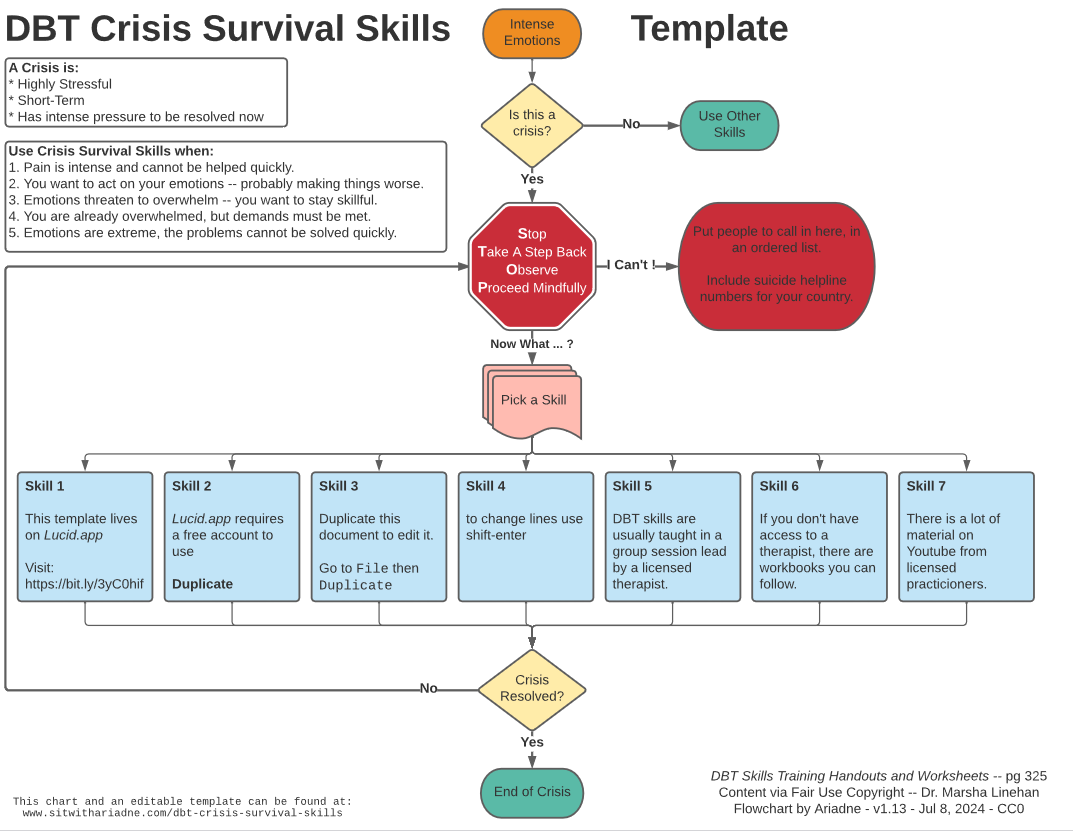 DBT Crisis Survival Skills Template
Intense
Emotions
A Crisis is:
* Highly Stressful
* Short-Term
* Has intense pressure to be resolved now
Is this a
crisis?
No
Use Other
Skills
Use Crisis Survival Skills when:
1. Pain is intense and cannot be helped quickly.
2. You want to act on your emotions -- probably making things worse.
3. Emotions threaten to overwhelm -- you want to stay skillful.
4. You are already overwhelmed, but demands must be met.
5. Emotions are extreme, the problems cannot be solved quickly.
Yes
Stop
Take A Step Back
Observe
Proceed Mindfully
I Can't !
Put people to call in here, in
an ordered list.
Include suicide helpline
numbers for your country.
Now What ... ?
Pick a Skill
Skill 1
This template lives
on Lucid.app
Visit:
https://bit.ly/3yC0hif
Skill 2
Lucid.app requires
a free account to
use
Duplicate
Skill 3
Duplicate this
document to edit it.
Go to File then
Duplicate
Skill 4
to change lines use
shift-enter
Skill 5
DBT skills are
usually taught in a
group session lead
by a licensed
therapist.
Skill 6
If you don't have
access to a
therapist, there are
workbooks you can
follow.
Skill 7
There is a lot of
material on
Youtube from
licensed
practicioners.
Crisis
Resolved?
No
Yes
End of Crisis
This chart and an editable template can be found at:
www.sitwithariadne.com/dbt-crisis-survival-skills
DBT Skills Training Handouts and Worksheets -- pg 325
Content via Fair Use Copyright -- Dr. Marsha Linehan
Flowchart by Ariadne - v1.13 - Jul 8, 2024 - CC0